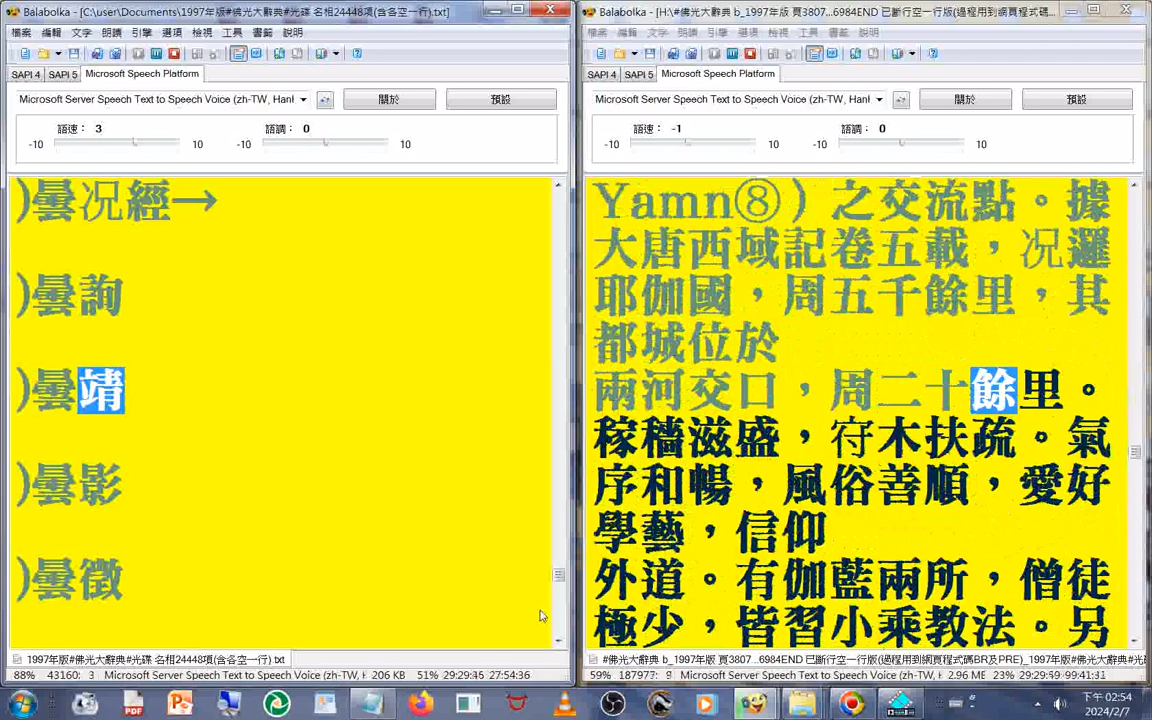 Balabolka - [C:\user\Documents\1997年版#佛光大辭典#光碟 名相24448項(含各空一行).txt]
檔案 編輯 文字 朗讀 引擎 選項 檢視 工具 書籤 說明
SAPI 4 SAPI 5 Microsoft Speech Platform
Microsoft Server Speech Text to Speech Voice (zh-TW, Han
關於
預設
語速： 3
語調： 0
-10 10 -10 10
)曇况經→
)曇詢
)曇靖
)曇影
)曇徵
1997年版#佛光大辭典#光碟 名相24448項(含各空一行).txt
88% 43160: 3 Microsoft Server Speech Text to Speech Voice (zh-TW, H 206 KB 51% 29:29:45 27:54:36
Balabolka - [H:\#佛光大辭典 b_1997年版 頁3807...6984END 已斷行空一行版(過程用到網頁程式碼...
檔案 編輯 文字 朗讀 引擎 選項 檢視 工具 書籤 說明
SAPI 4 SAPI 5 Microsoft Speech Platform
Microsoft Server Speech Text to Speech Voice (zh-TW, Han
關於
預設
語速： -1
語調： 0
-10 10 -10 10
Yamn⑧）之交流點。據
大唐西域記卷五載，况邏
耶伽國，周五千餘里，其
都城位於
兩河交口，周二十餘里。
稼穡滋盛，苻木扶疏。氣
序和暢，風俗善順，愛好
學藝，信仰
外道。有伽藍兩所，僧徒
極少，皆習小乘教法。另
#佛光大辭典 b_1997年版 頁3807...6984END 已斷行空一行版(過程用到網頁程式碼BR及PRE)_1997年版#佛光
59% 187977: 9 Microsoft Server Speech Text to Speech Voice (zh-TW, H 2.96 MB 23% 29:29:59 -99:41:31
下午 02:54
2024/2/7